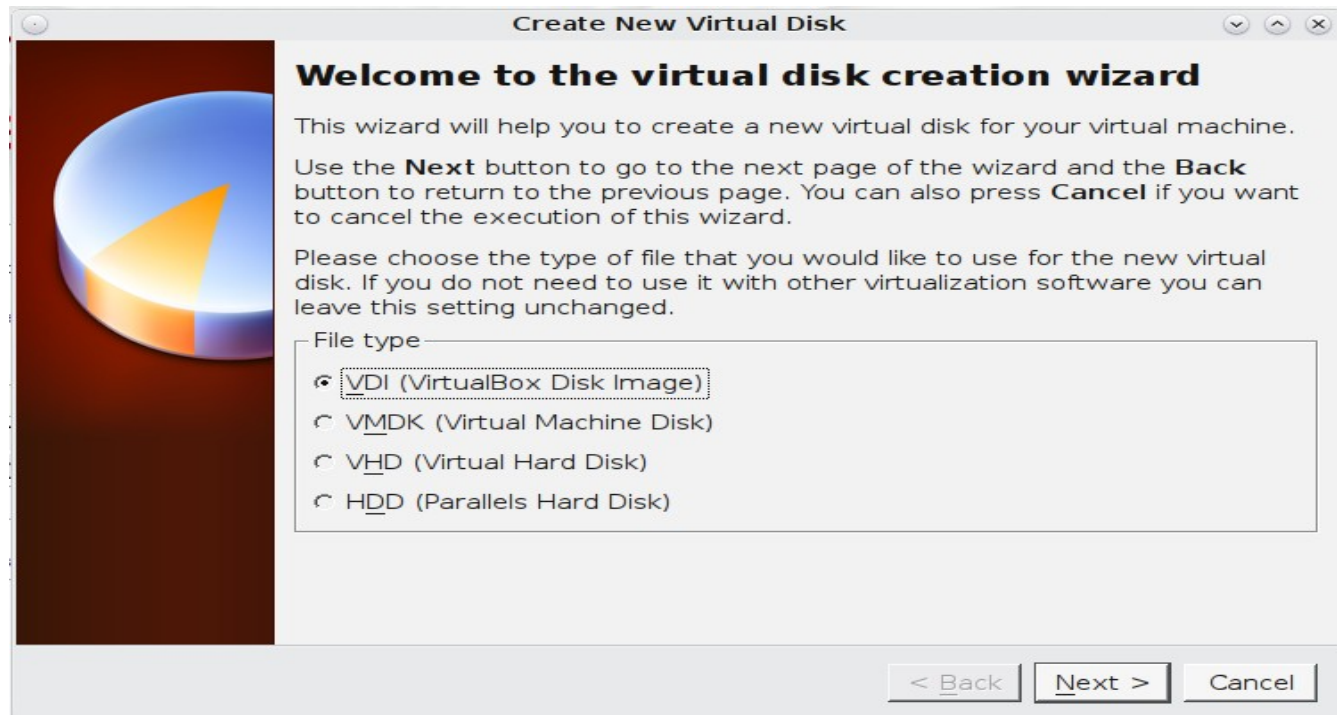 Create New Virtual Disk
Welcome to the virtual disk creation wizard
This wizard will help you to create a new virtual disk for your virtual machine.
Use the Next button to go to the next page of the wizard and the Back
button to return to the previous page. You can also press Cancel if you want
to cancel the execution of this wizard.
Please choose the type of file that you would like to use for the new virtual
disk. If you do not need to use it with other virtualization software you can
leave this setting unchanged.
File type
VDI (VirtualBox Disk Image)
VMDK (Virtual Machine Disk)
VHD (Virtual Hard Disk)
HDD (Parallels Hard Disk)
< Back Next > Cancel